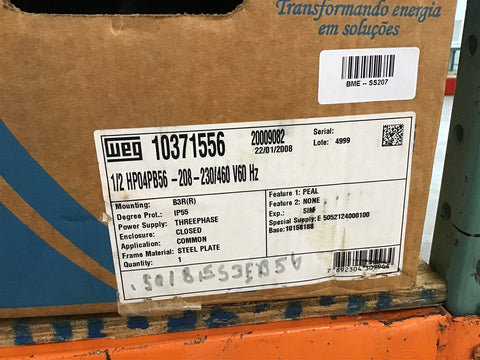 Transformando energia
em soluções
BME -- SS207
WEG 10371556
20009082
22/01/2008
Serial:
Lote: 4999
1/2 HP04PB56 -208-230/460 V60 Hz
Mounting: B3R(R)
Degree Prot.: IP55
Power Supply: THREEPHASE
Enclosure: CLOSED
Application: COMMON
Frame Material: STEEL PLATE
Quantity: 1
Feature 1: PEAL
Feature 2: NONE
Exp.: SIM
Special Supply: E 5052124000100
Base: 10158188